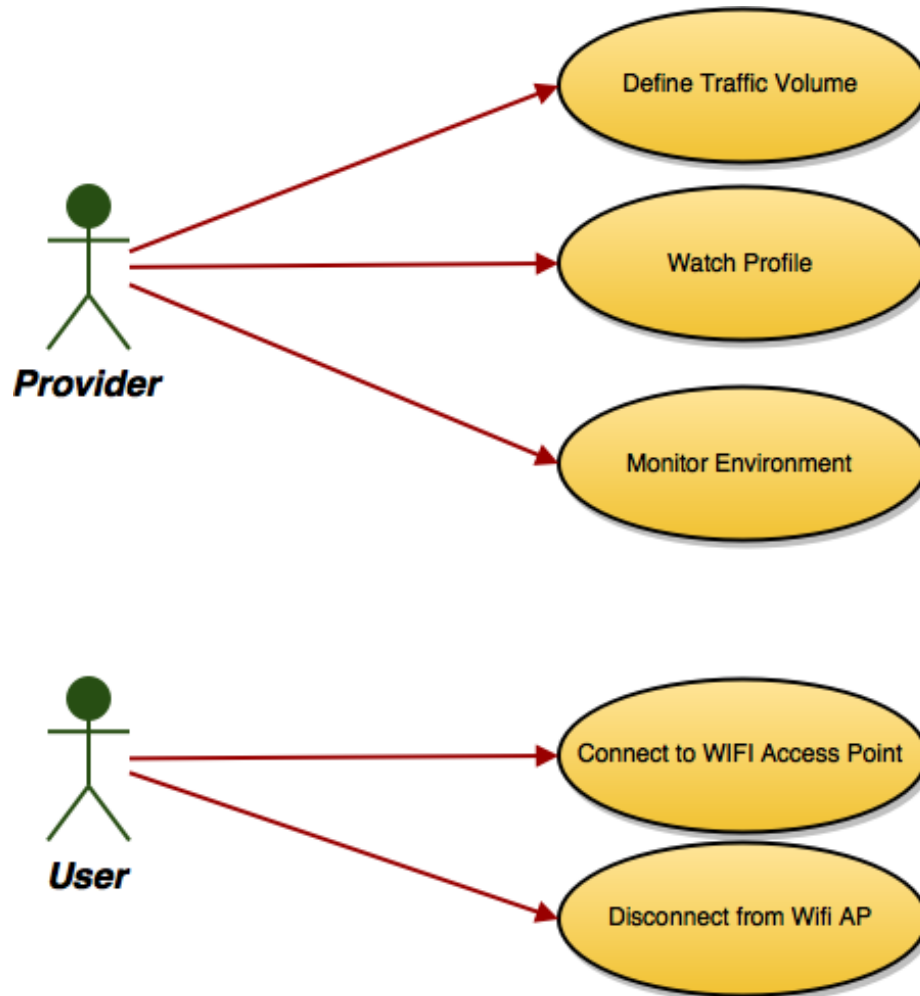 Define Traffic Volume
Watch Profile
Provider
Monitor Environment
Connect to WIFI Access Point
User
Disconnect from Wifi AP